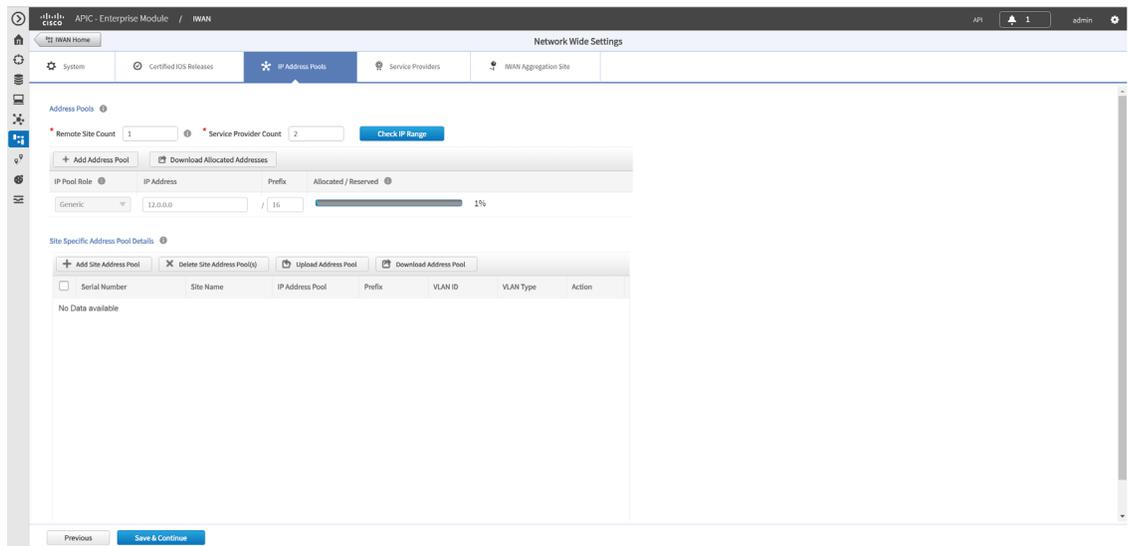 CISCO APIC - Enterprise Module / IWAN API 1 admin
IWAN Home
Network Wide Settings
System Certified IOS Releases IP Address Pools Service Providers IWAN Aggregation Site
Address Pools
* Remote Site Count 1 * Service Provider Count 2 Check IP Range
+ Add Address Pool Download Allocated Addresses
IP Pool Role IP Address Prefix Allocated / Reserved
Generic 12.0.0.0 / 16 1%
Site Specific Address Pool Details
+ Add Site Address Pool X Delete Site Address Pool(s) Upload Address Pool Download Address Pool
Serial Number Site Name IP Address Pool Prefix VLAN ID VLAN Type Action
No Data available
Previous Save & Continue